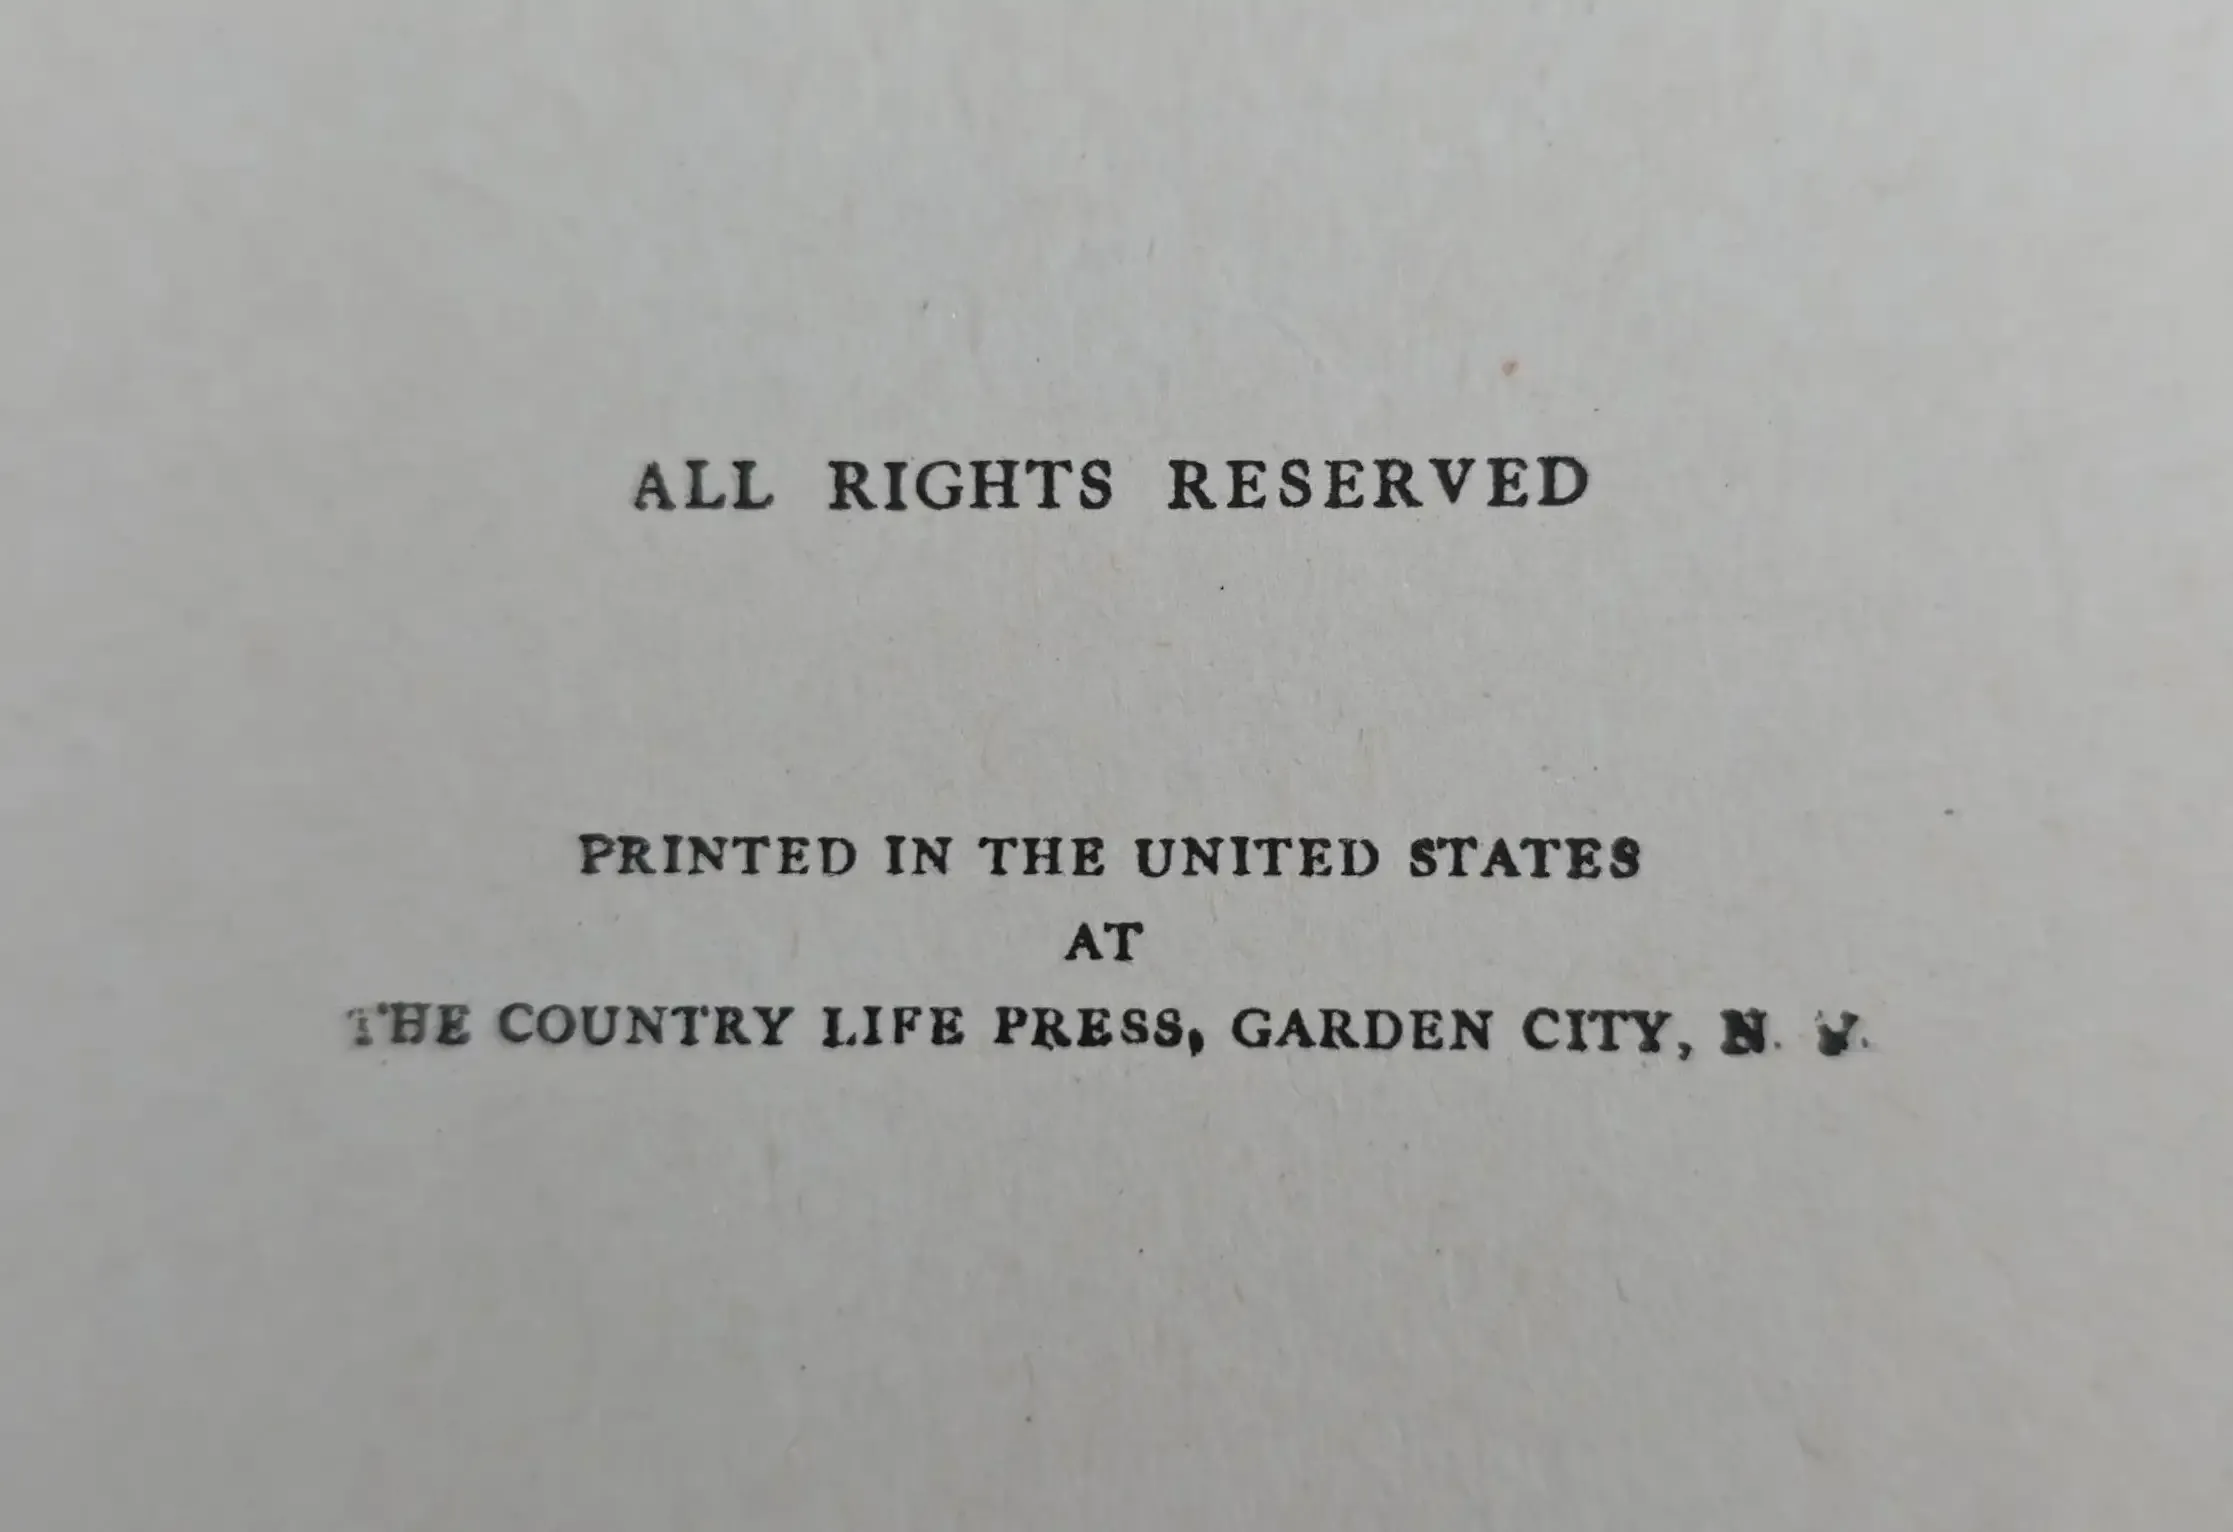 ALL RIGHTS RESERVED
PRINTED IN THE UNITED STATES
AT
THE COUNTRY LIFE PRESS, GARDEN CITY, N. Y.